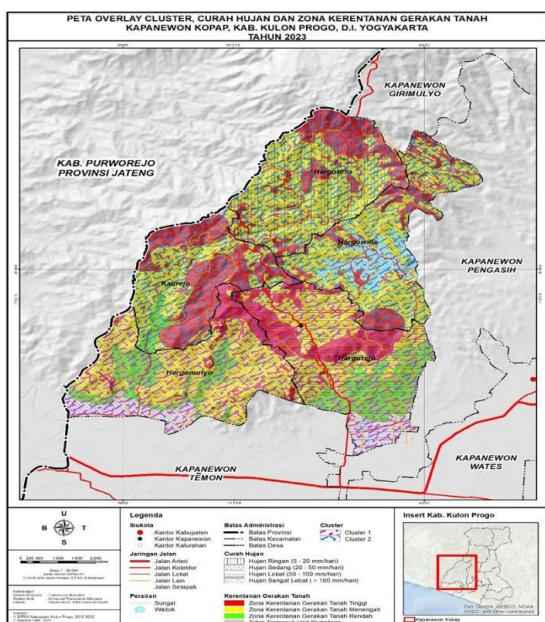 PETA OVERLAY CLUSTER, CURAH HUJAN DAN ZONA KERENTANAN GERAKAN TANAH
KAPANEWON KOPAP, KAB. KULON PROGO, D.I. YOGYAKARTA
TAHUN 2023
KAPANEWON
GIRIMULYO
KAB. PURWOREJO
PROVINSI JATENG
Hargotirto
Hargowilis
KAPANEWON
PENGASIH
Kalirejo
Hargorejo
Hargomulyo
KAPANEWON
TEMON
KAPANEWON
WATES
U
B T
S
Legenda
Ibukota
Kantor Kabupaten
Kantor Kapanewon
Kantor Kalurahan
Jaringan Jalan
Jalan Arteri
Jalan Kolektor
Jalan Lokal
Jalan Lain
Jalan Setapak
Perairan
Sungai
Waduk
Batas Administrasi
Batas Provinsi
Batas Kecamatan
Batas Desa
Cluster
Cluster 1
Cluster 2
Curah Hujan
Hujan Ringan (5 - 20 mm/hari)
Hujan Sedang (20 - 50 mm/hari)
Hujan Lebat (50 - 100 mm/hari)
Hujan Sangat Lebat (> 100 mm/hari)
Kerentanan Gerakan Tanah
Zona Kerentanan Gerakan Tanah Tinggi
Zona Kerentanan Gerakan Tanah Menengah
Zona Kerentanan Gerakan Tanah Rendah
Insert Kab. Kulon Progo
Kapanewon Kokap